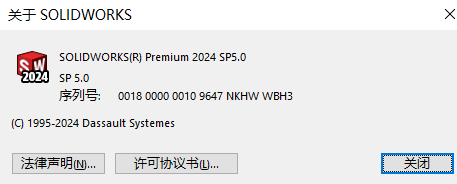 关于 SOLIDWORKS
SOLIDWORKS(R) Premium 2024 SP5.0
SW
2024
SP 5.0
序列号: 0018 0000 0010 9647 NKHW WBH3
(C) 1995-2024 Dassault Systemes
法律声明(N)... 许可协议书(L)... 关闭